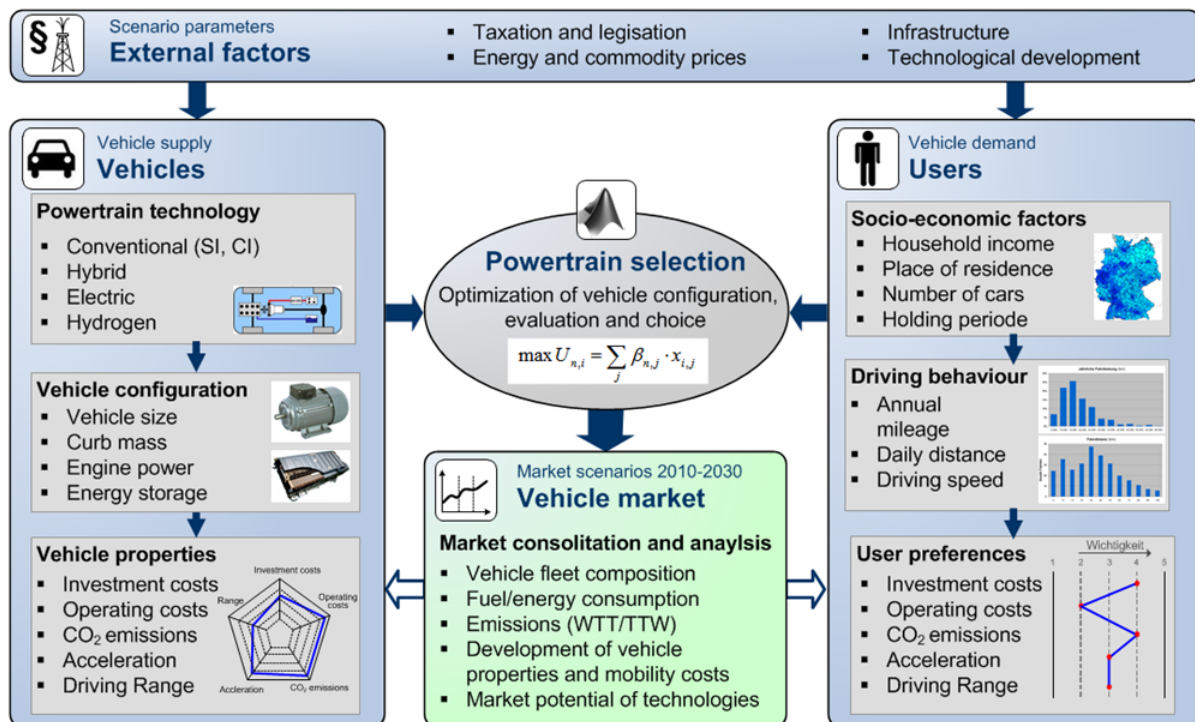 §
Scenario parameters
External factors
▪ Taxation and legisation
▪ Energy and commodity prices
▪ Infrastructure
▪ Technological development
Vehicle supply
Vehicles
Powertrain technology
▪ Conventional (SI, CI)
▪ Hybrid
▪ Electric
▪ Hydrogen
Vehicle configuration
▪ Vehicle size
▪ Curb mass
▪ Engine power
▪ Energy storage
Vehicle properties
▪ Investment costs
▪ Operating costs
▪ CO₂ emissions
▪ Acceleration
▪ Driving Range
Investment costs
Range
Operating
costs
Accleration
CO₂ emissions
Powertrain selection
Optimization of vehicle configuration,
evaluation and choice
max U_{n,i} = ∑_j β_{n,j} · x_{i,j}
Market scenarios 2010-2030
Vehicle market
Market consolitation and anaylsis
▪ Vehicle fleet composition
▪ Fuel/energy consumption
▪ Emissions (WTT/TTW)
▪ Development of vehicle
properties and mobility costs
▪ Market potential of technologies
Vehicle demand
Users
Socio-economic factors
▪ Household income
▪ Place of residence
▪ Number of cars
▪ Holding periode
Driving behaviour
▪ Annual
mileage
▪ Daily distance
▪ Driving speed
User preferences
▪ Investment costs
▪ Operating costs
▪ CO₂ emissions
▪ Acceleration
▪ Driving Range
Wichtigkeit
1 2 3 4 5